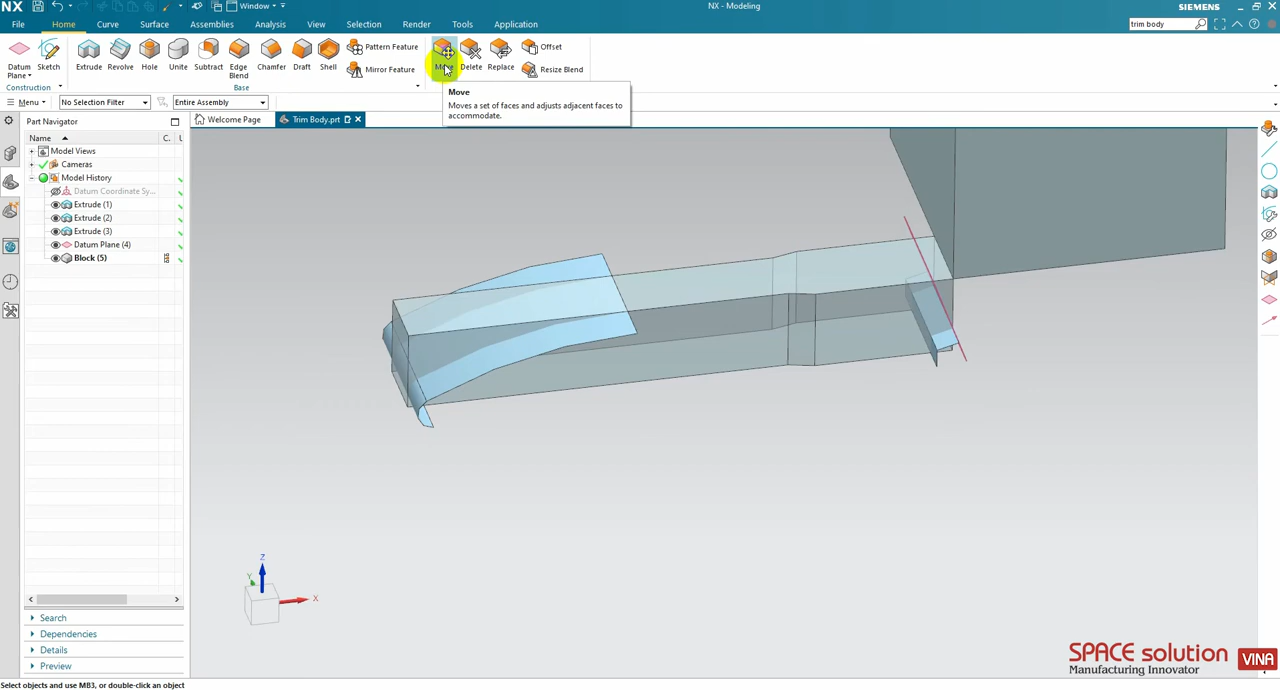 NX
Window
NX - Modeling
SIEMENS
File
Home
Curve
Surface
Assemblies
Analysis
View
Selection
Render
Tools
Application
trim body
Datum
Plane
Sketch
Extrude
Revolve
Hole
Unite
Subtract
Edge
Blend
Chamfer
Draft
Shell
Pattern Feature
Mirror Feature
Move
Delete
Replace
Offset
Resize Blend
Construction
Base
Menu
No Selection Filter
Entire Assembly
Move
Moves a set of faces and adjusts adjacent faces to
accommodate.
Part Navigator
Welcome Page
Trim Body.prt
Name
C.
U
Model Views
Cameras
Model History
Datum Coordinate Sy...
Extrude (1)
Extrude (2)
Extrude (3)
Datum Plane (4)
Block (5)
Z
Y
X
Search
Dependencies
Details
Preview
SPACE solution
Manufacturing Innovator
VINA
Select objects and use MB3, or double-click an object